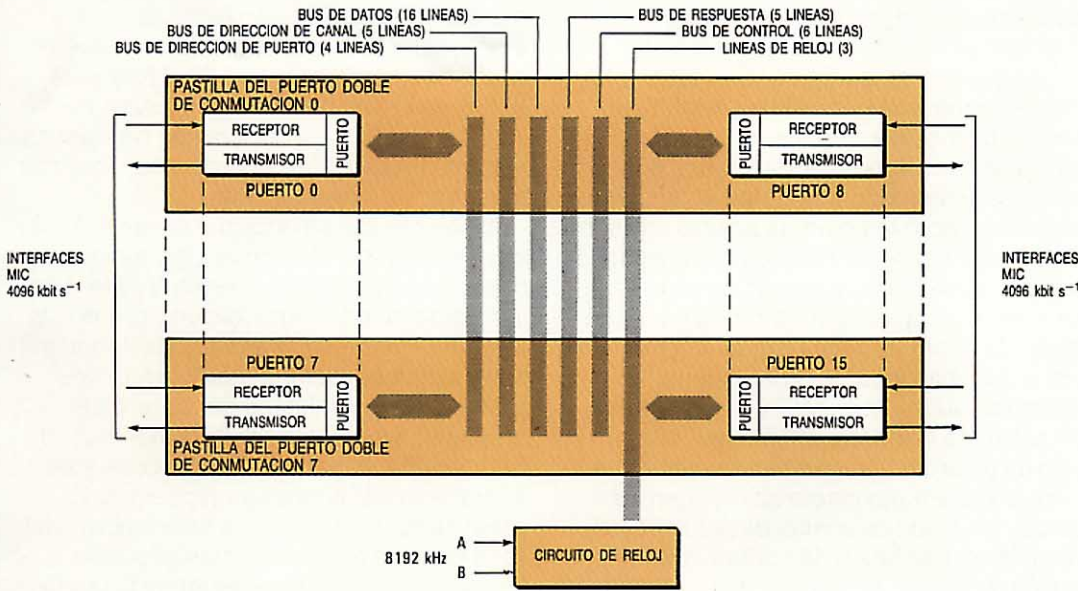 BUS DE DATOS (16 LINEAS)
BUS DE DIRECCION DE CANAL (5 LINEAS)
BUS DE DIRECCION DE PUERTO (4 LINEAS)
BUS DE RESPUESTA (5 LINEAS)
BUS DE CONTROL (6 LINEAS)
LINEAS DE RELOJ (3)
PASTILLA DEL PUERTO DOBLE
DE CONMUTACION 0
RECEPTOR
TRANSMISOR
PUERTO
PUERTO 0
PUERTO
RECEPTOR
TRANSMISOR
PUERTO 8
INTERFACES
MIC
4096 kbit s⁻¹
INTERFACES
MIC
4096 kbit s⁻¹
PUERTO 7
RECEPTOR
TRANSMISOR
PUERTO
PASTILLA DEL PUERTO DOBLE
DE CONMUTACION 7
PUERTO 15
PUERTO
RECEPTOR
TRANSMISOR
8192 kHz
A
B
CIRCUITO DE RELOJ